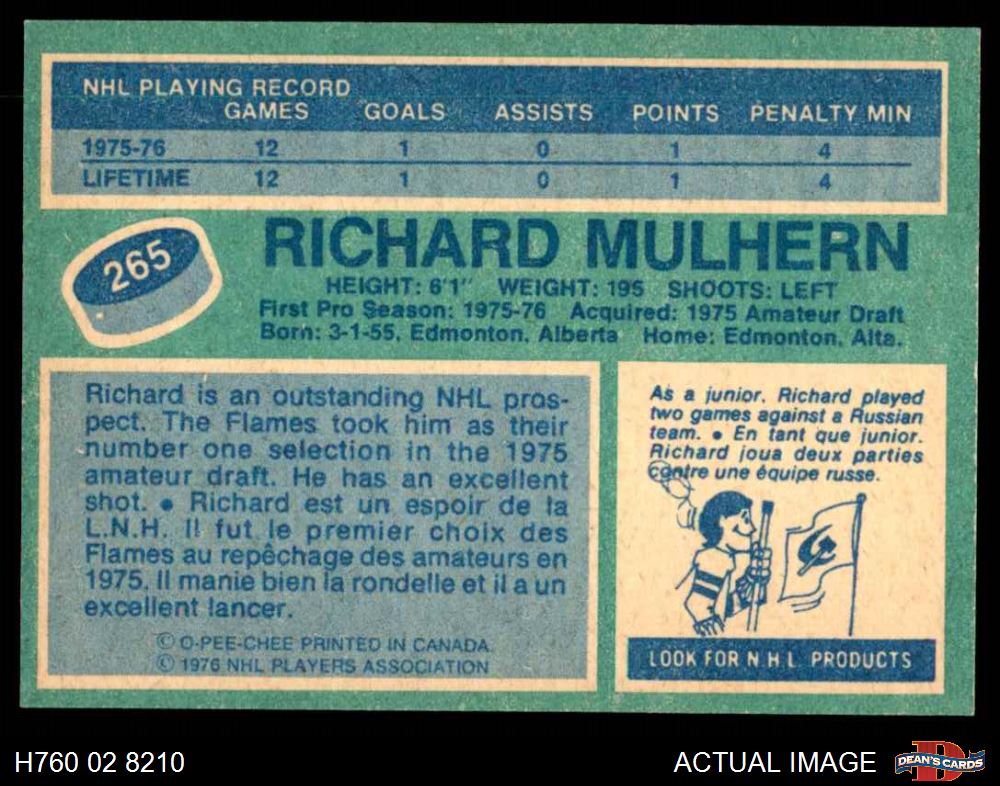 NHL PLAYING RECORD
GAMES GOALS ASSISTS POINTS PENALTY MIN
1975-76 12 1 0 1 4
LIFETIME 12 1 0 1 4
265
RICHARD MULHERN
HEIGHT: 6'1" WEIGHT: 195 SHOOTS: LEFT
First Pro Season: 1975-76 Acquired: 1975 Amateur Draft
Born: 3-1-55, Edmonton, Alberta Home: Edmonton, Alta.
Richard is an outstanding NHL pros-
pect. The Flames took him as their
number one selection in the 1975
amateur draft. He has an excellent
shot. • Richard est un espoir de la
L.N.H. Il fut le premier choix des
Flames au repêchage des amateurs en
1975. Il manie bien la rondelle et il a un
excellent lancer.
© O-PEE-CHEE PRINTED IN CANADA.
© 1976 NHL PLAYERS ASSOCIATION
As a junior, Richard played
two games against a Russian
team. • En tant que junior,
Richard joua deux parties
contre une équipe russe.
LOOK FOR N.H.L. PRODUCTS
H760 02 8210
ACTUAL IMAGE
D
DEAN'S CARDS